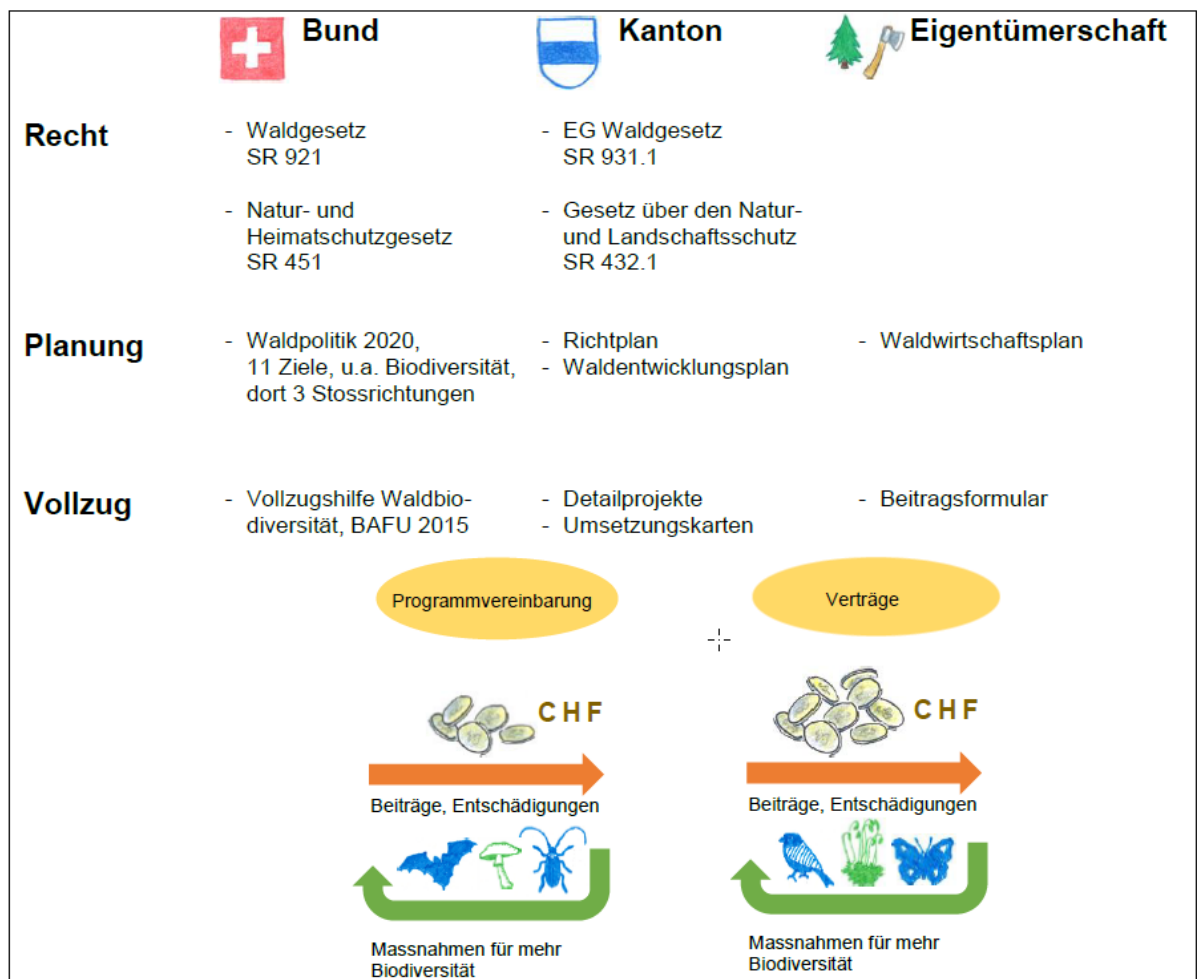 Bund
Kanton
Eigentümerschaft
Recht
- Waldgesetz
SR 921
- EG Waldgesetz
SR 931.1
- Natur- und
Heimatschutzgesetz
SR 451
- Gesetz über den Natur-
und Landschaftsschutz
SR 432.1
Planung
- Waldpolitik 2020,
11 Ziele, u.a. Biodiversität,
dort 3 Stossrichtungen
- Richtplan
- Waldentwicklungsplan
- Waldwirtschaftsplan
Vollzug
- Vollzugshilfe Waldbio-
diversität, BAFU 2015
- Detailprojekte
- Umsetzungskarten
- Beitragsformular
Programmvereinbarung
Verträge
CHF
CHF
Beiträge, Entschädigungen
Beiträge, Entschädigungen
Massnahmen für mehr
Biodiversität
Massnahmen für mehr
Biodiversität